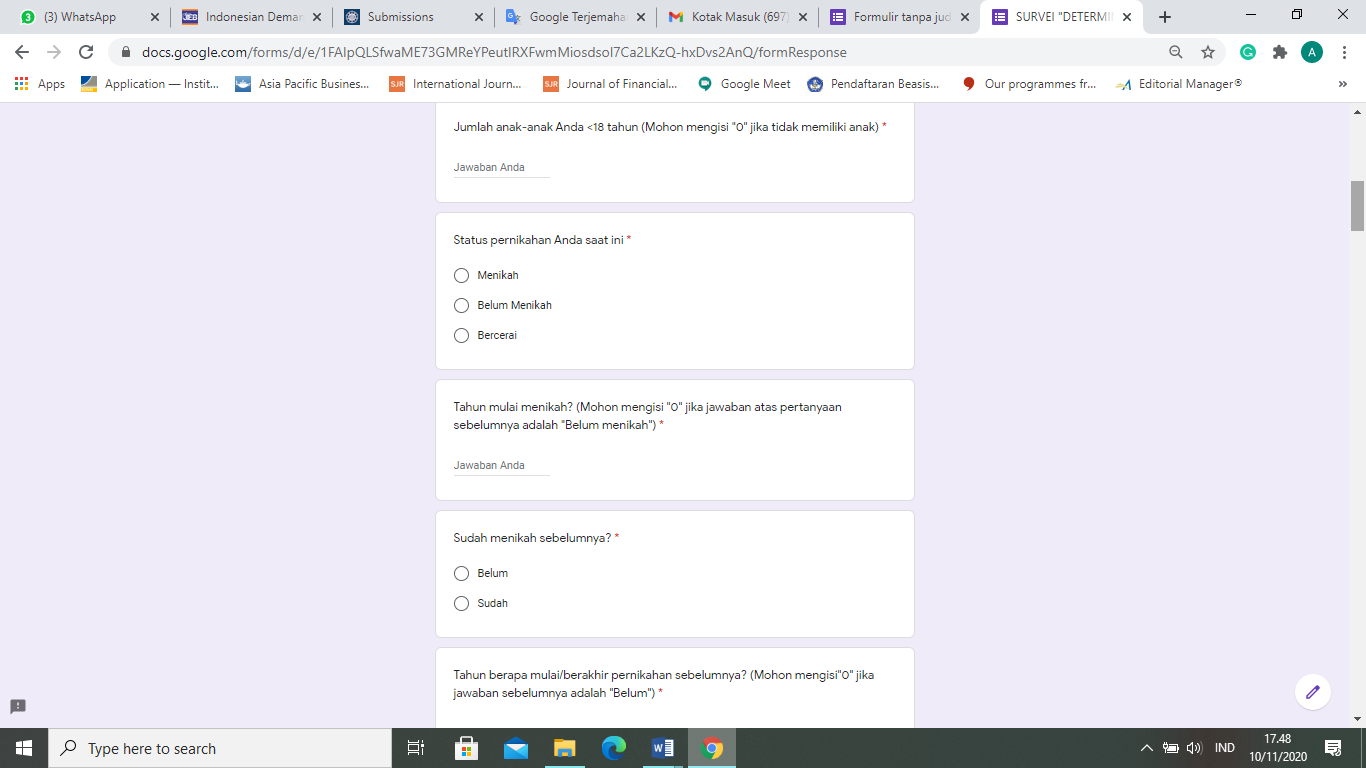 (3) WhatsApp
Indonesian Deman
Submissions
Google Terjemaha
Kotak Masuk (697)
Formulir tanpa jud
SURVEI "DETERMI
docs.google.com/forms/d/e/1FAIpQLSfwaME73GMReYPeutIRXFwmMiosdsoI7Ca2LKzQ-hxDvs2AnQ/formResponse
Apps
Application — Instit...
Asia Pacific Busines...
International Journ...
Journal of Financial...
Google Meet
Pendaftaran Beasis...
Our programmes fr...
Editorial Manager®
Jumlah anak-anak Anda <18 tahun (Mohon mengisi "0" jika tidak memiliki anak) *
Jawaban Anda
Status pernikahan Anda saat ini *
Menikah
Belum Menikah
Bercerai
Tahun mulai menikah? (Mohon mengisi "0" jika jawaban atas pertanyaan
sebelumnya adalah "Belum menikah") *
Jawaban Anda
Sudah menikah sebelumnya? *
Belum
Sudah
Tahun berapa mulai/berakhir pernikahan sebelumnya? (Mohon mengisi"0" jika
jawaban sebelumnya adalah "Belum") *
Type here to search
IND
17.48
10/11/2020